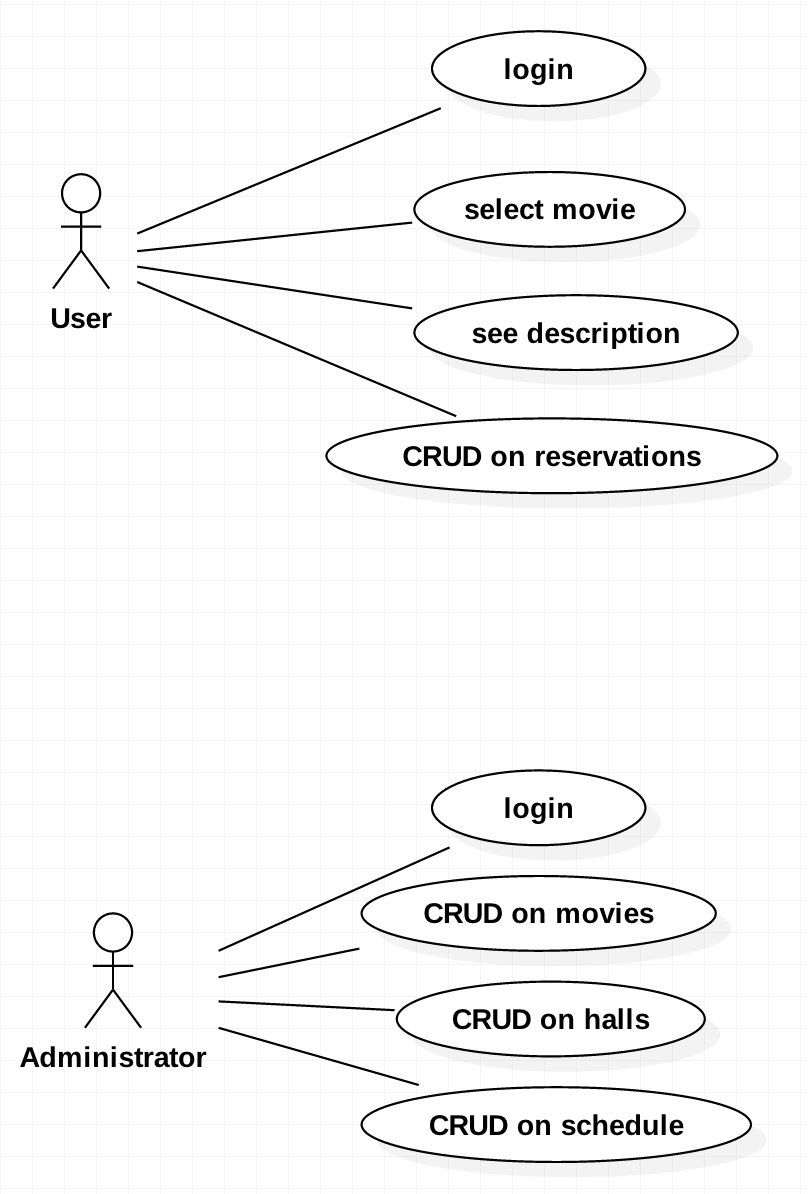 login
select movie
User
see description
CRUD on reservations
login
CRUD on movies
CRUD on halls
Administrator
CRUD on schedule